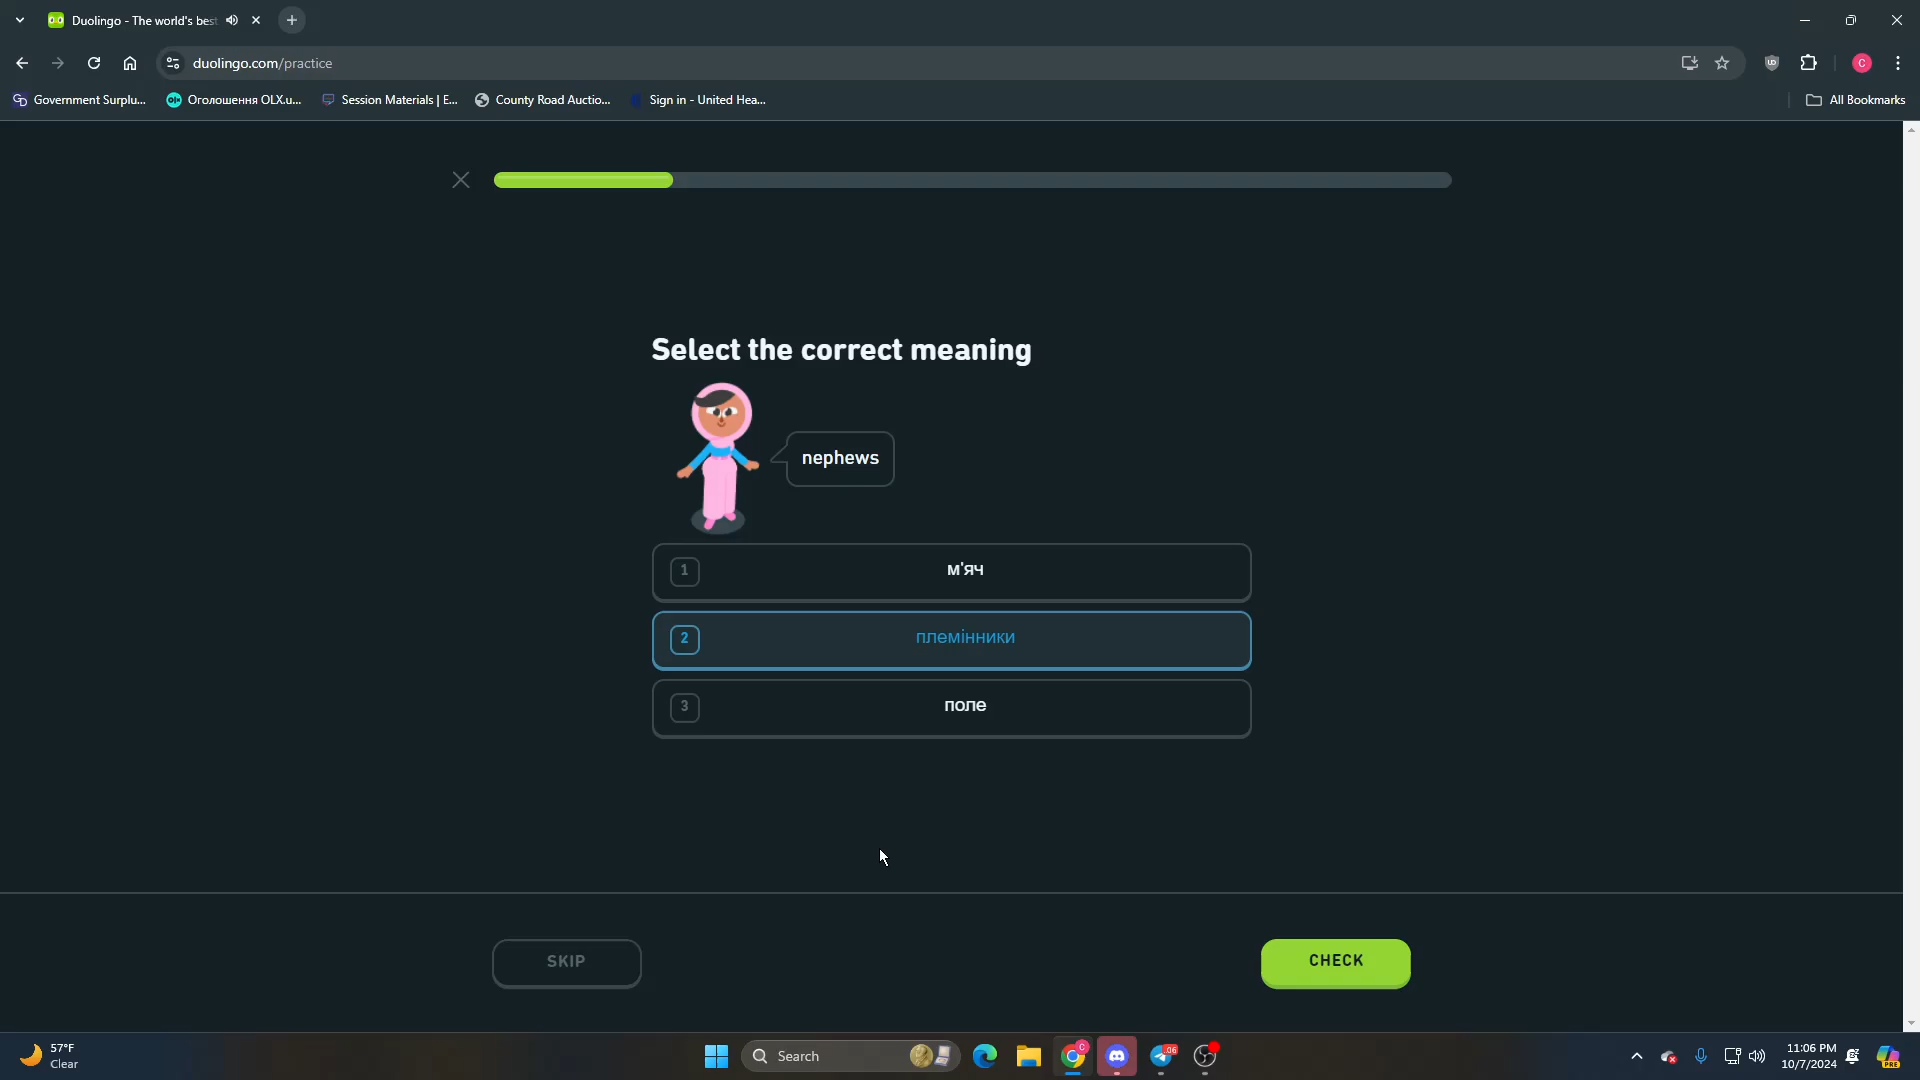 Duolingo - The world's best
duolingo.com/practice
Government Surplu...
Оголошення OLX.u...
Session Materials | E...
County Road Auctio...
Sign in - United Hea...
All Bookmarks
Select the correct meaning
nephews
1 м'яч
2 племінники
3 поле
SKIP
CHECK
57°F
Clear
Search
11:06 PM
10/7/2024